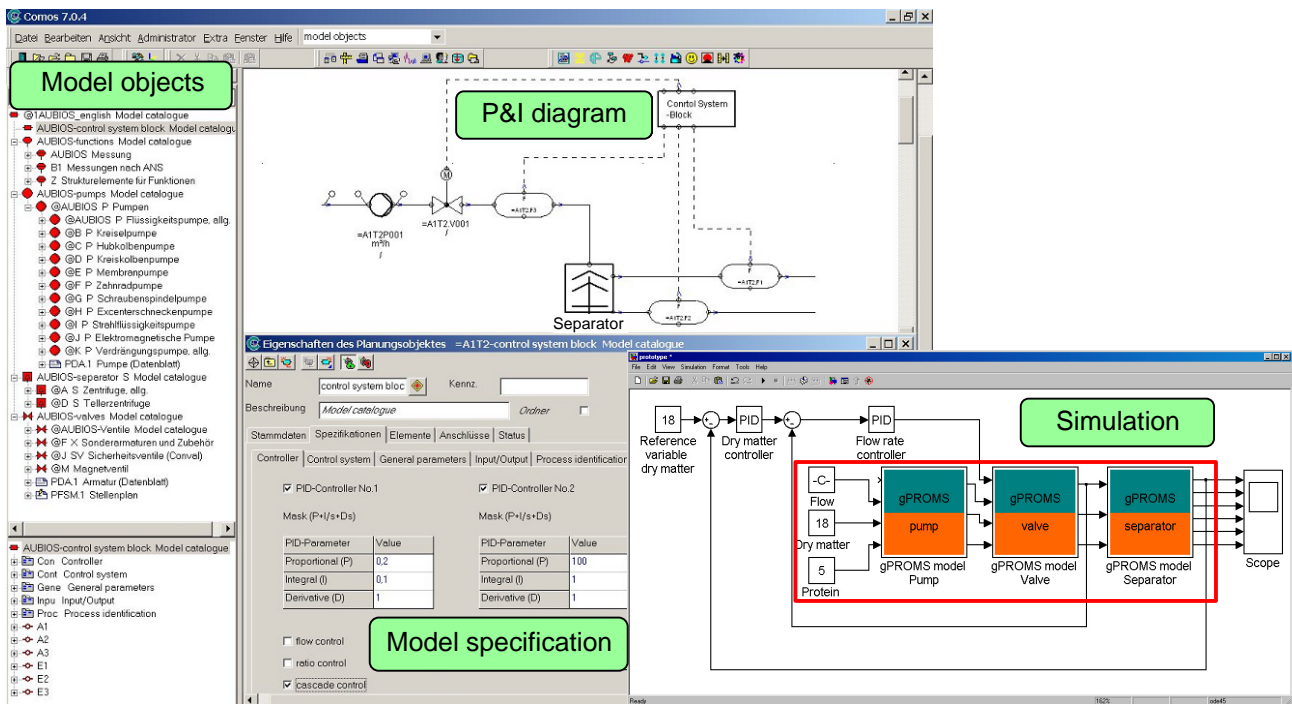 Comos 7.0.4
Datei Bearbeiten Ansicht Administrator Extra Fenster Hilfe model objects
Model objects
@1AUBIOS_english Model catalogue
AUBIOS-control system block Model catalogu
AUBIOS-functions Model catalogue
AUBIOS Messung
B1 Messungen nach ANS
Z Strukturelemente für Funktionen
AUBIOS-pumps Model catalogue
@AUBIOS P Pumpen
@AUBIOS P Flüssigkeitspumpe, allg.
@B P Kreiselpumpe
@C P Hubkolbenpumpe
@D P Kreiskolbenpumpe
@E P Membranpumpe
@F P Zahnradpumpe
@G P Schraubenspindelpumpe
@H P Excenterschneckenpumpe
@I P Strahlflüssigkeitspumpe
@J P Elektromagnetische Pumpe
@K P Verdrängungspumpe, allg.
PDA.1 Pumpe (Datenblatt)
AUBIOS-separator S Model catalogue
@A S Zentrifuge, allg.
@D S Tellerzentrifuge
AUBIOS-valves Model catalogue
@AUBIOS-Ventile Model catalogue
@F X Sonderarmaturen und Zubehör
@J SV Sicherheitsventile (Conval)
@M Magnetventil
PDA.1 Armatur (Datenblatt)
PFSM.1 Stellenplan
AUBIOS-control system block Model catalogue
Con Controller
Cont Control system
Gene General parameters
Inpu Input/Output
Proc Process identification
A1
A2
A3
E1
E2
E3
P&I diagram
Conrtol System
-Block
M
=A1T2P001
m³/h
/
=A1T2.V001
/
F
=A1T2.F3
F
=A1T2.F1
F
=A1T2.F2
Separator
Eigenschaften des Planungsobjektes =A1T2-control system block Model catalogue
Name control system bloc Kennz.
Beschreibung Model catalogue Ordner
Stammdaten Spezifikationen Elemente Anschlüsse Status
Controller Control system General parameters Input/Output Process identification
PID-Controller No.1 PID-Controller No.2
Mask (P+I/s+Ds) Mask (P+I/s+Ds)
PID-Parameter Value PID-Parameter Value
Proportional (P) 0,2 Proportional (P) 100
Integral (I) 0,1 Integral (I) 1
Derivative (D) 1 Derivative (D) 1
flow control
ratio control
cascade control
Model specification
prototype *
File Edit View Simulation Format Tools Help
Simulation
18
Reference
variable
dry matter
PID
Dry matter
controller
PID
Flow rate
controller
-C-
Flow
18
Dry matter
5
Protein
gPROMS
pump
gPROMS model
Pump
gPROMS
valve
gPROMS model
Valve
gPROMS
separator
gPROMS model
Separator
Scope
Ready 162% ode45